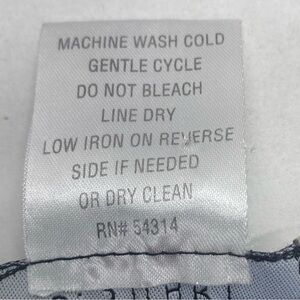 MACHINE WASH COLD
GENTLE CYCLE
DO NOT BLEACH
LINE DRY
LOW IRON ON REVERSE
SIDE IF NEEDED
OR DRY CLEAN
RN# 54314